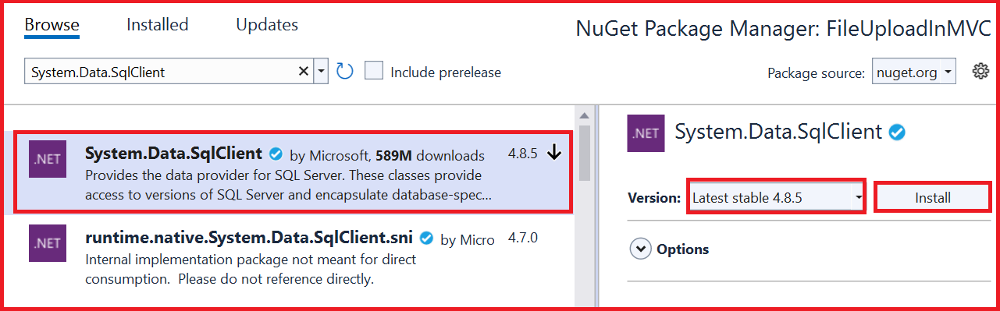 Browse Installed Updates
NuGet Package Manager: FileUploadInMVC
System.Data.SqlClient
Include prerelease
Package source: nuget.org
.NET
System.Data.SqlClient by Microsoft, 589M downloads 4.8.5
Provides the data provider for SQL Server. These classes provide
access to versions of SQL Server and encapsulate database-spec...
.NET
runtime.native.System.Data.SqlClient.sni by Micro 4.7.0
Internal implementation package not meant for direct
consumption. Please do not reference directly.
.NET
System.Data.SqlClient
Version: Latest stable 4.8.5 Install
Options